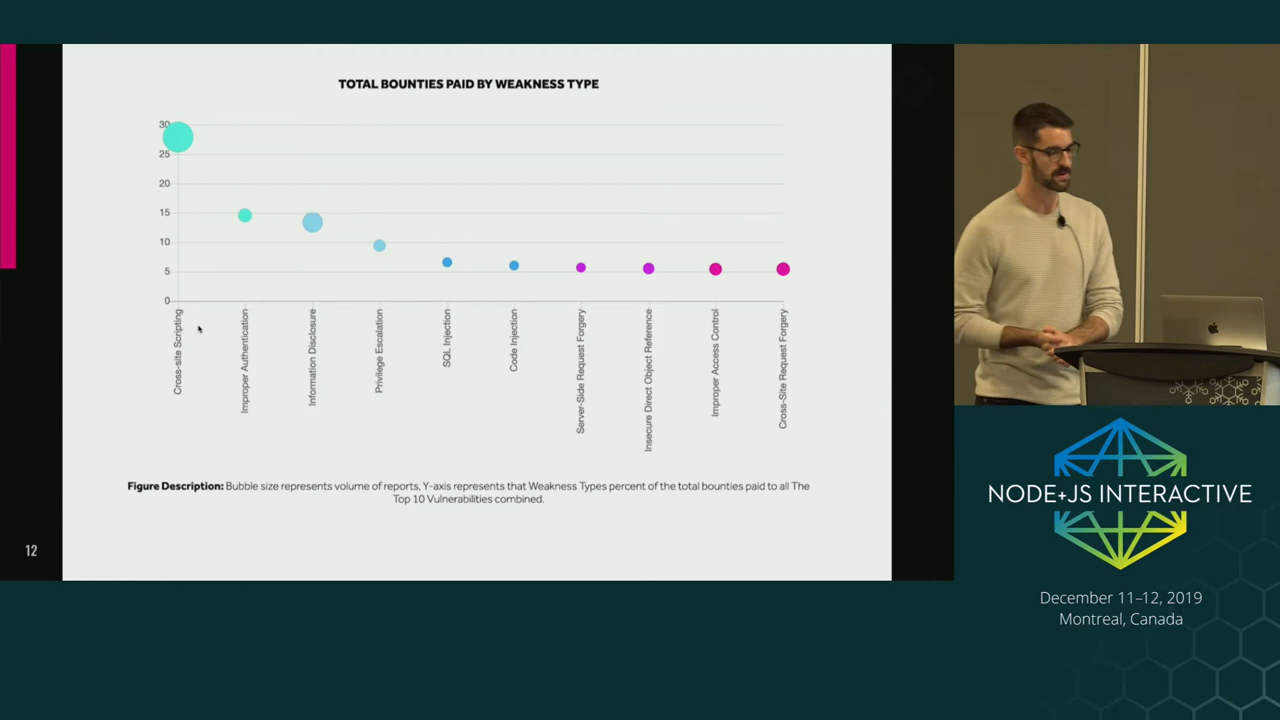 TOTAL BOUNTIES PAID BY WEAKNESS TYPE
30
25
20
15
10
5
0
Cross-site Scripting
Improper Authentication
Information Disclosure
Privilege Escalation
SQL Injection
Code Injection
Server-Side Request Forgery
Insecure Direct Object Reference
Improper Access Control
Cross-Site Request Forgery
Figure Description: Bubble size represents volume of reports, Y-axis represents that Weakness Types percent of the total bounties paid to all The
Top 10 Vulnerabilities combined.
12
NODE+JS INTERACTIVE
December 11–12, 2019
Montreal, Canada